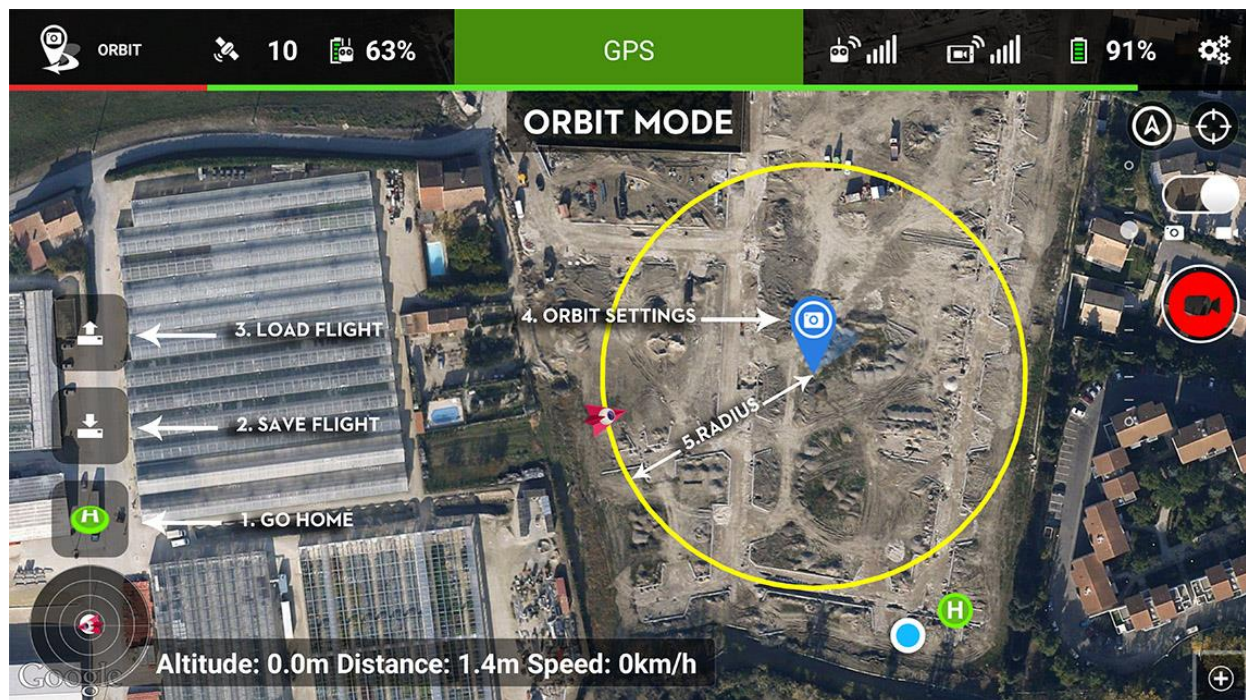 ORBIT
10
63%
GPS
91%
ORBIT MODE
3. LOAD FLIGHT
4. ORBIT SETTINGS
5.RADIUS
2. SAVE FLIGHT
1. GO HOME
H
H
Altitude: 0.0m Distance: 1.4m Speed: 0km/h
Google